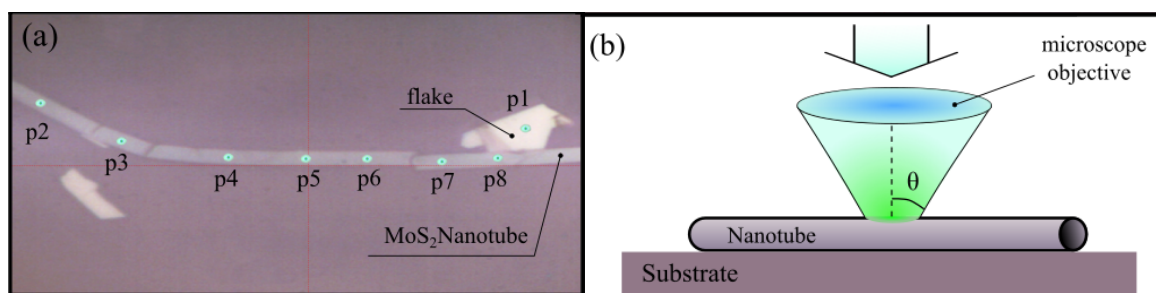 (a)
flake
p1
p2
p3
p4
p5
p6
p7
p8
MoS₂Nanotube
(b)
microscope
objective
θ
Nanotube
Substrate